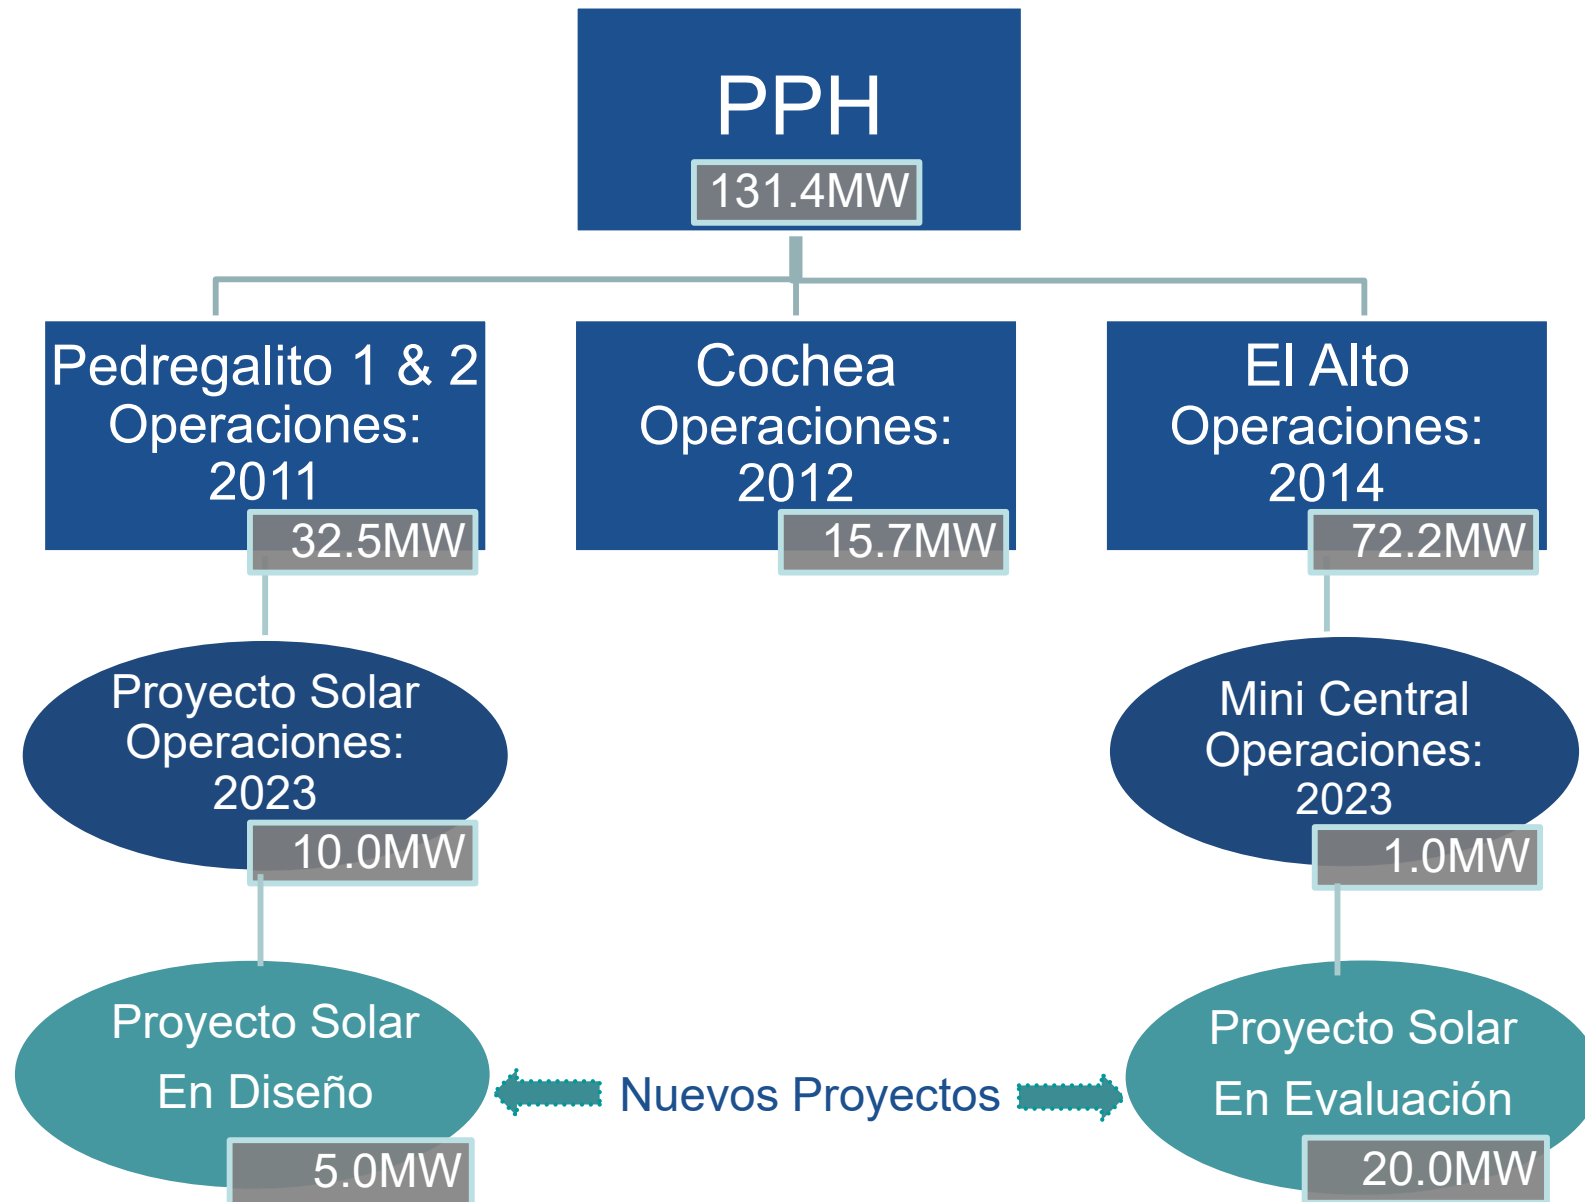 PPH
131.4MW
Pedregalito 1 & 2
Operaciones:
2011
32.5MW
Cochea
Operaciones:
2012
15.7MW
El Alto
Operaciones:
2014
72.2MW
Proyecto Solar
Operaciones:
2023
10.0MW
Mini Central
Operaciones:
2023
1.0MW
Proyecto Solar
En Diseño
5.0MW
Nuevos Proyectos
Proyecto Solar
En Evaluación
20.0MW